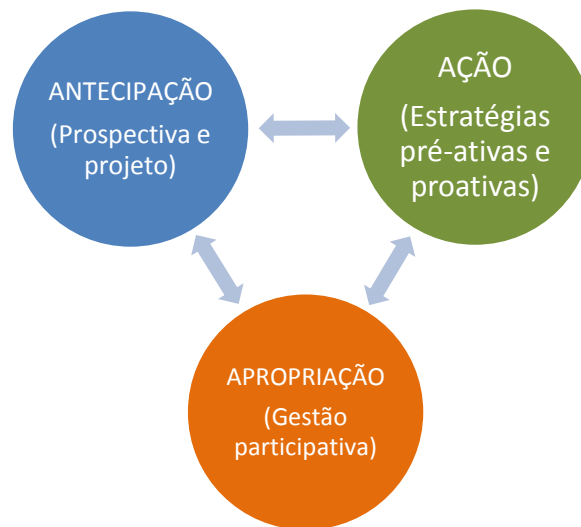 ANTECIPAÇÃO
(Prospectiva e
projeto)
AÇÃO
(Estratégias
pré-ativas e
proativas)
APROPRIAÇÃO
(Gestão
participativa)